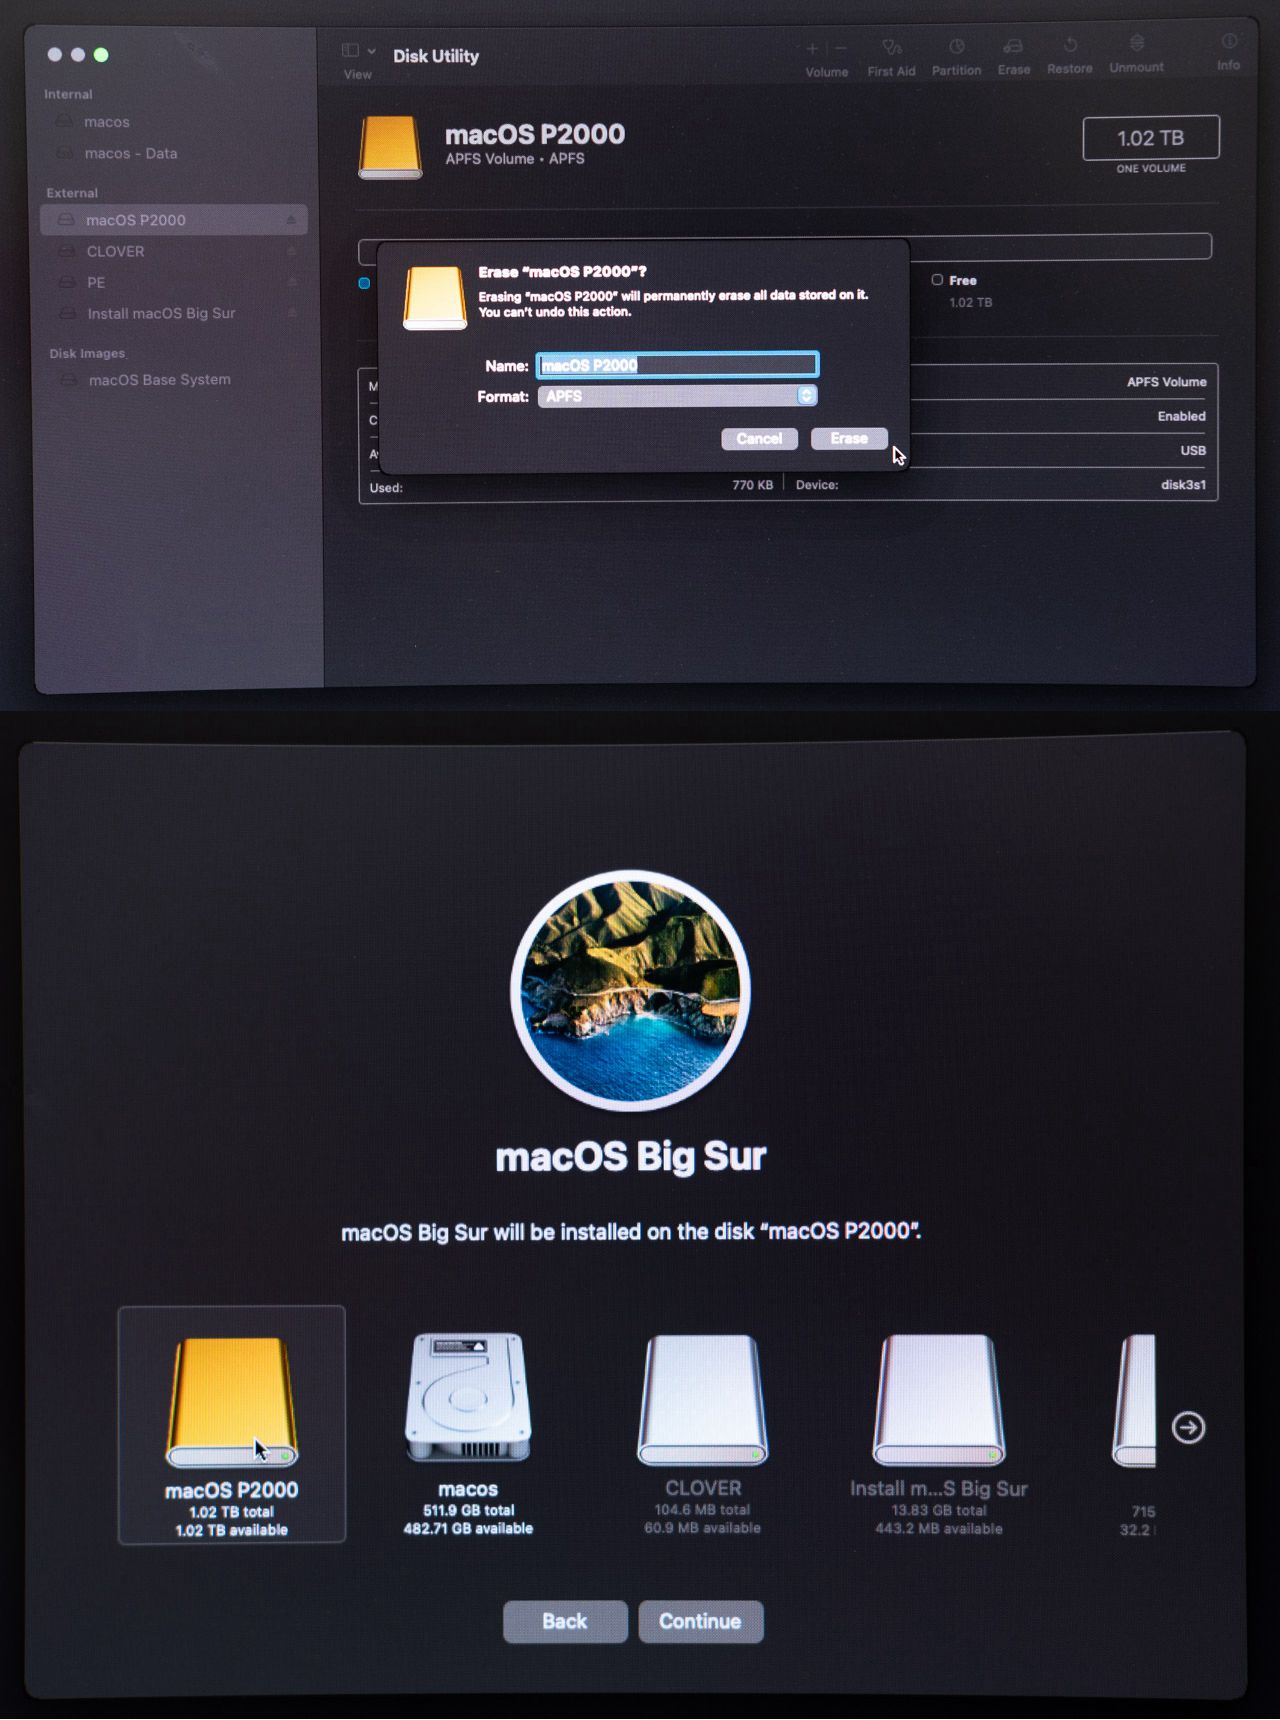 Disk Utility
View
Volume
First Aid
Partition
Erase
Restore
Unmount
Info
Internal
macos
macos - Data
External
macOS P2000
CLOVER
PE
Install macOS Big Sur
Disk Images
macOS Base System
macOS P2000
APFS Volume • APFS
1.02 TB
ONE VOLUME
Free
1.02 TB
Erase “macOS P2000”?
Erasing “macOS P2000” will permanently erase all data stored on it.
You can’t undo this action.
Name: macOS P2000
Format: APFS
Cancel
Erase
APFS Volume
Enabled
USB
Used: 770 KB
Device: disk3s1
macOS Big Sur
macOS Big Sur will be installed on the disk “macOS P2000”.
macOS P2000
1.02 TB total
1.02 TB available
macos
511.9 GB total
482.71 GB available
CLOVER
104.6 MB total
60.9 MB available
Install m...S Big Sur
13.83 GB total
443.2 MB available
715
32.2
Back
Continue